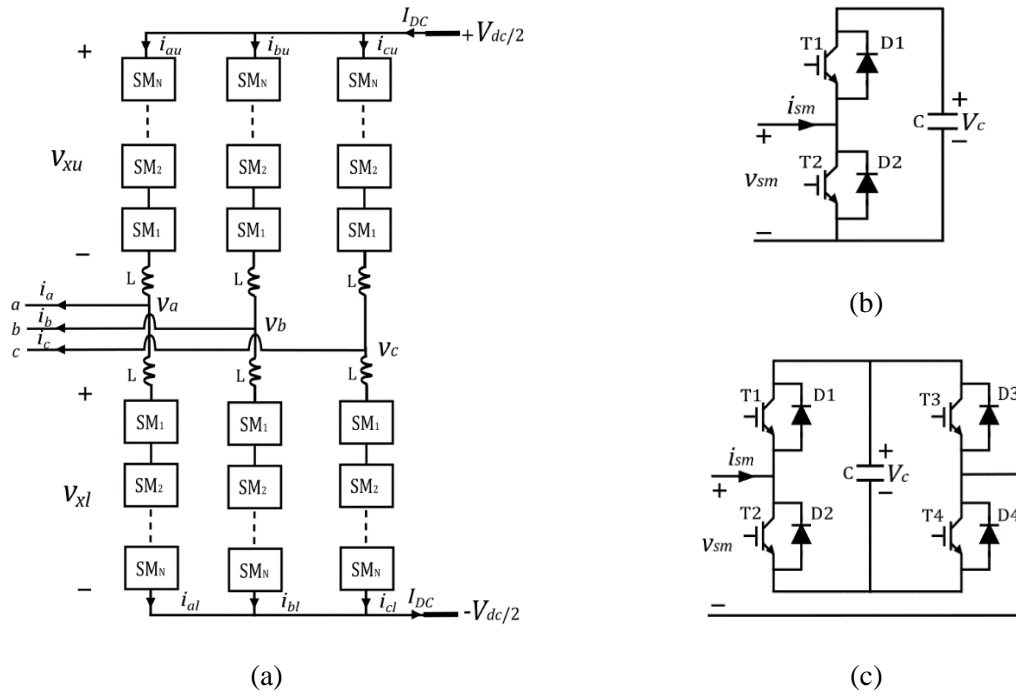 I_DC +V_dc/2
+ i_au i_bu i_cu
SM_N SM_N SM_N
v_xu
SM_2 SM_2 SM_2
SM_1 SM_1 SM_1
−
L L L
a i_a v_a
b i_b v_b
c i_c v_c
L L L
+
SM_1 SM_1 SM_1
v_xl
SM_2 SM_2 SM_2
SM_N SM_N SM_N
−
i_al i_bl i_cl I_DC -V_dc/2
(a)
T1 D1
i_sm
+ C + V_c −
T2 D2
v_sm
−
(b)
T1 D1 T3 D3
i_sm
+ C + V_c −
T2 D2 T4 D4
v_sm
−
(c)